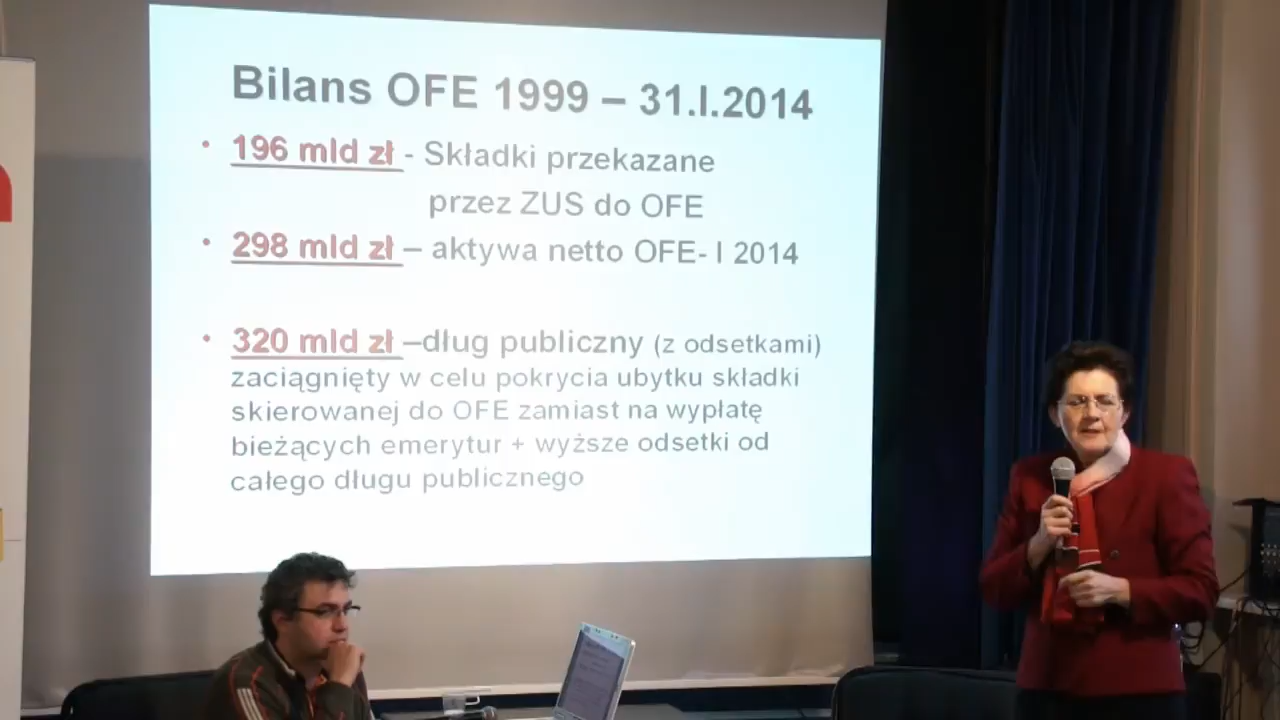 Bilans OFE 1999 – 31.I.2014
• 196 mld zł - Składki przekazane
przez ZUS do OFE
• 298 mld zł – aktywa netto OFE- I 2014
• 320 mld zł –dług publiczny (z odsetkami)
zaciągnięty w celu pokrycia ubytku składki
skierowanej do OFE zamiast na wypłatę
bieżących emerytur + wyższe odsetki od
całego długu publicznego